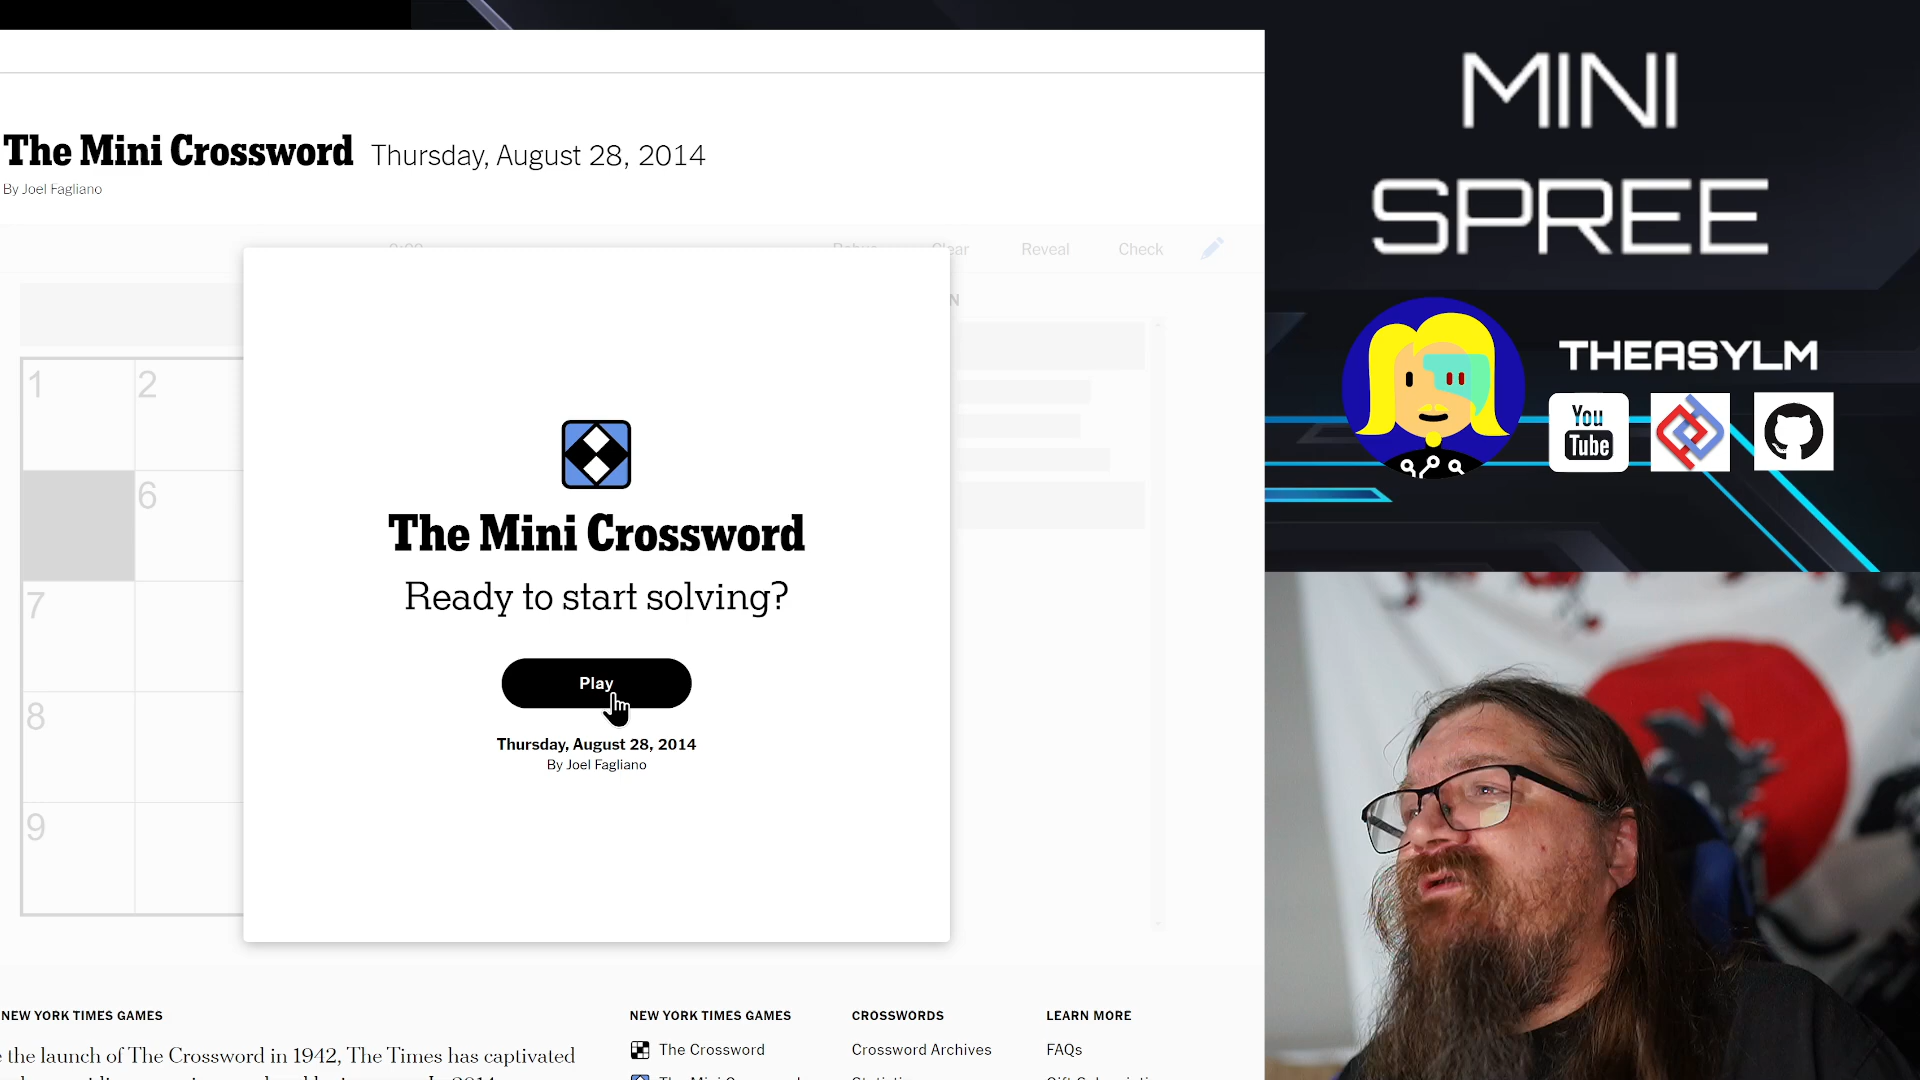 The Mini Crossword Thursday, August 28, 2014
By Joel Fagliano
Reveal
Check
1
2
6
7
8
9
The Mini Crossword
Ready to start solving?
Play
Thursday, August 28, 2014
By Joel Fagliano
NEW YORK TIMES GAMES
the launch of The Crossword in 1942, The Times has captivated
NEW YORK TIMES GAMES
The Crossword
CROSSWORDS
Crossword Archives
LEARN MORE
FAQs
MINI
SPREE
THEASYLM
You
Tube